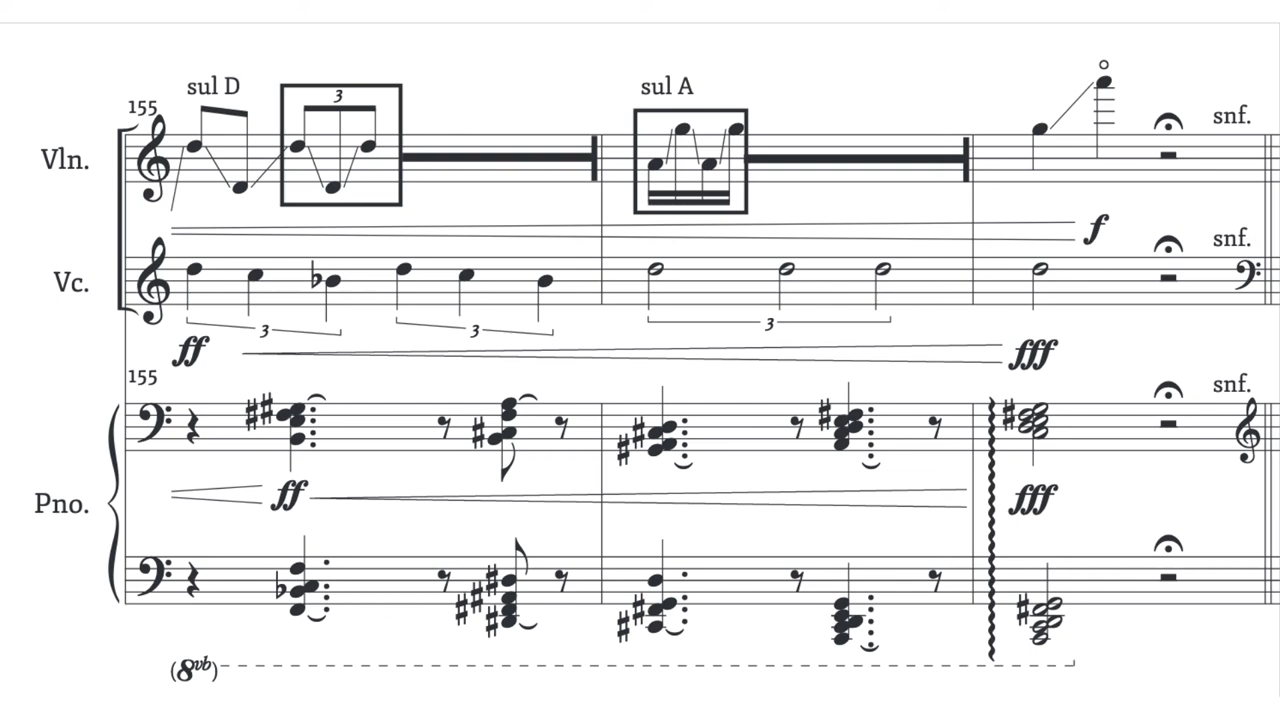 sul D
3
sul A
155
snf.
Vln.
f
snf.
Vc.
3
3
3
ff
fff
155
snf.
ff
fff
Pno.
(8vb)